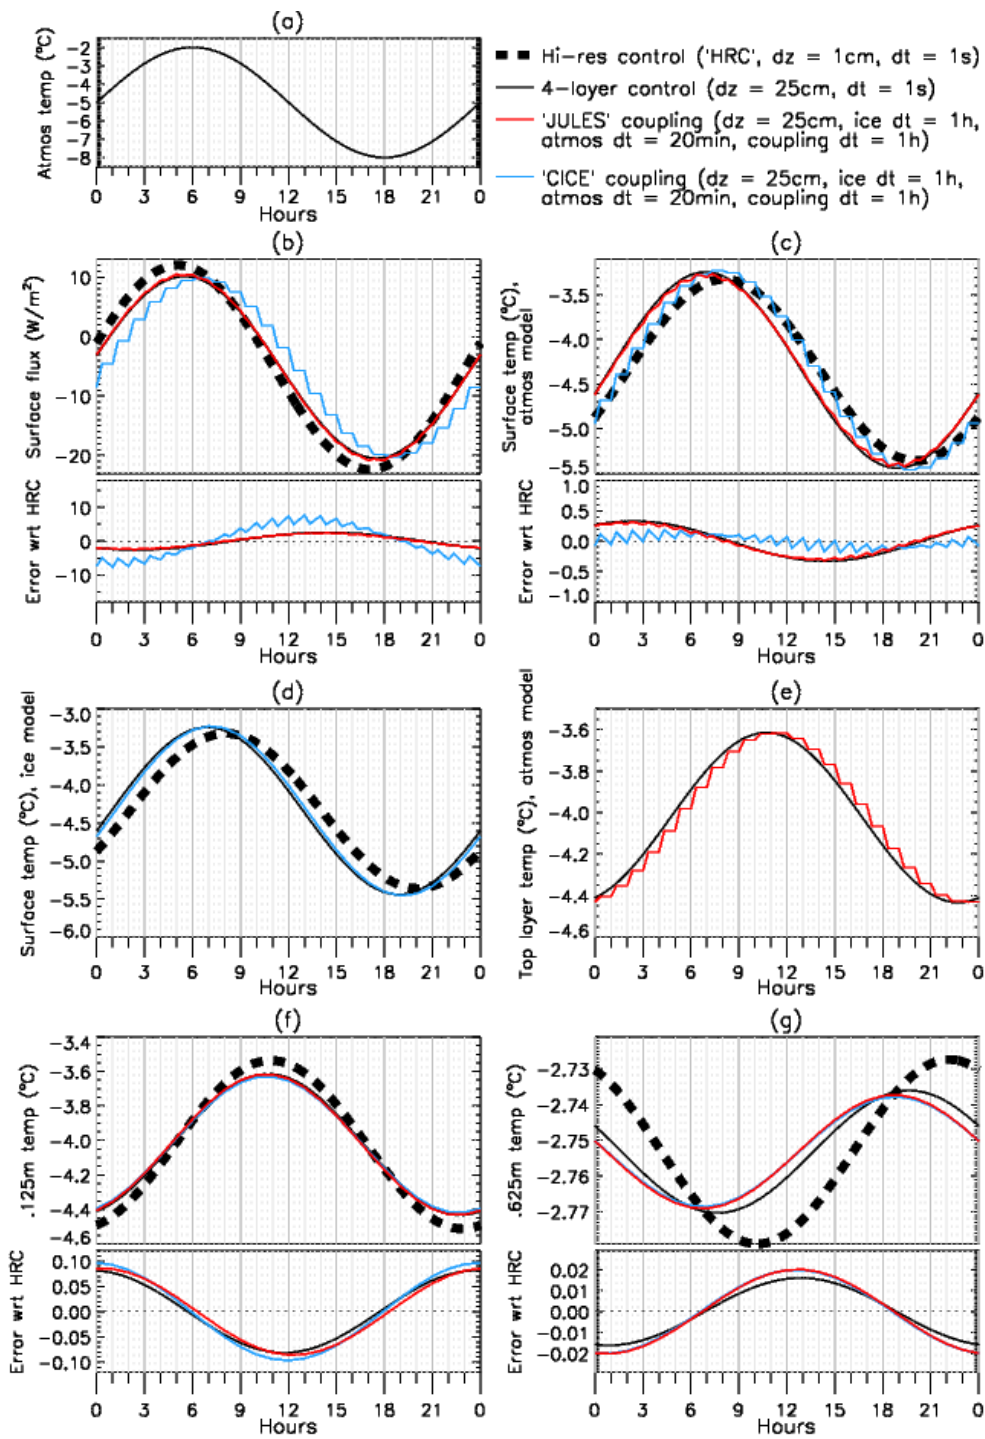 (a)
Atmos temp (°C)
-2
-3
-4
-5
-6
-7
-8
0 3 6 9 12 15 18 21 0
Hours
Hi-res control ('HRC', dz = 1cm, dt = 1s)
4-layer control (dz = 25cm, dt = 1s)
'JULES' coupling (dz = 25cm, ice dt = 1h,
atmos dt = 20min, coupling dt = 1h)
'CICE' coupling (dz = 25cm, ice dt = 1h,
atmos dt = 20min, coupling dt = 1h)
(b)
Surface flux (W/m²)
10
0
-10
-20
Error wrt HRC
10
0
-10
0 3 6 9 12 15 18 21 0
Hours
(c)
Surface temp (°C),
atmos model
-3.5
-4.0
-4.5
-5.0
-5.5
Error wrt HRC
1.0
0.5
0.0
-0.5
-1.0
0 3 6 9 12 15 18 21 0
Hours
(d)
Surface temp (°C), ice model
-3.0
-3.5
-4.0
-4.5
-5.0
-5.5
-6.0
0 3 6 9 12 15 18 21 0
Hours
(e)
Top layer temp (°C), atmos model
-3.6
-3.8
-4.0
-4.2
-4.4
-4.6
0 3 6 9 12 15 18 21 0
Hours
(f)
.125m temp (°C)
-3.4
-3.6
-3.8
-4.0
-4.2
-4.4
-4.6
Error wrt HRC
0.10
0.05
0.00
-0.05
-0.10
0 3 6 9 12 15 18 21 0
Hours
(g)
.625m temp (°C)
-2.73
-2.74
-2.75
-2.76
-2.77
Error wrt HRC
0.02
0.01
0.00
-0.01
-0.02
0 3 6 9 12 15 18 21 0
Hours